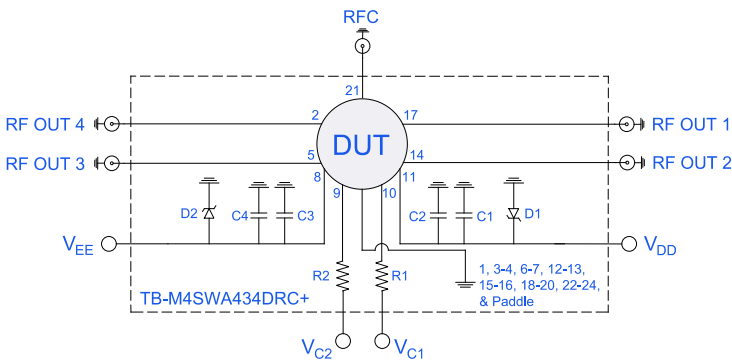 RFC
21
RF OUT 4
2
17
RF OUT 1
DUT
RF OUT 3
5
14
RF OUT 2
8
11
9
10
D2
C4
C3
C2
C1
D1
VEE
VDD
R2
R1
1, 3-4, 6-7, 12-13,
15-16, 18-20, 22-24,
& Paddle
TB-M4SWA434DRC+
VC2
VC1